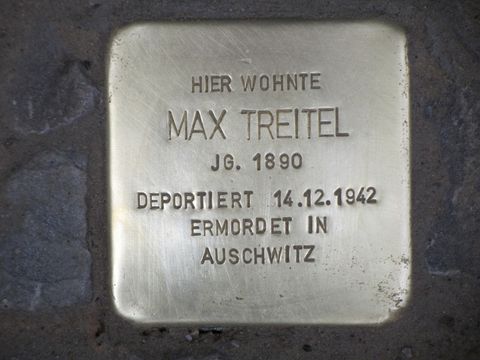 HIER WOHNTE
MAX TREITEL
JG. 1890
DEPORTIERT 14.12.1942
ERMORDET IN
AUSCHWITZ